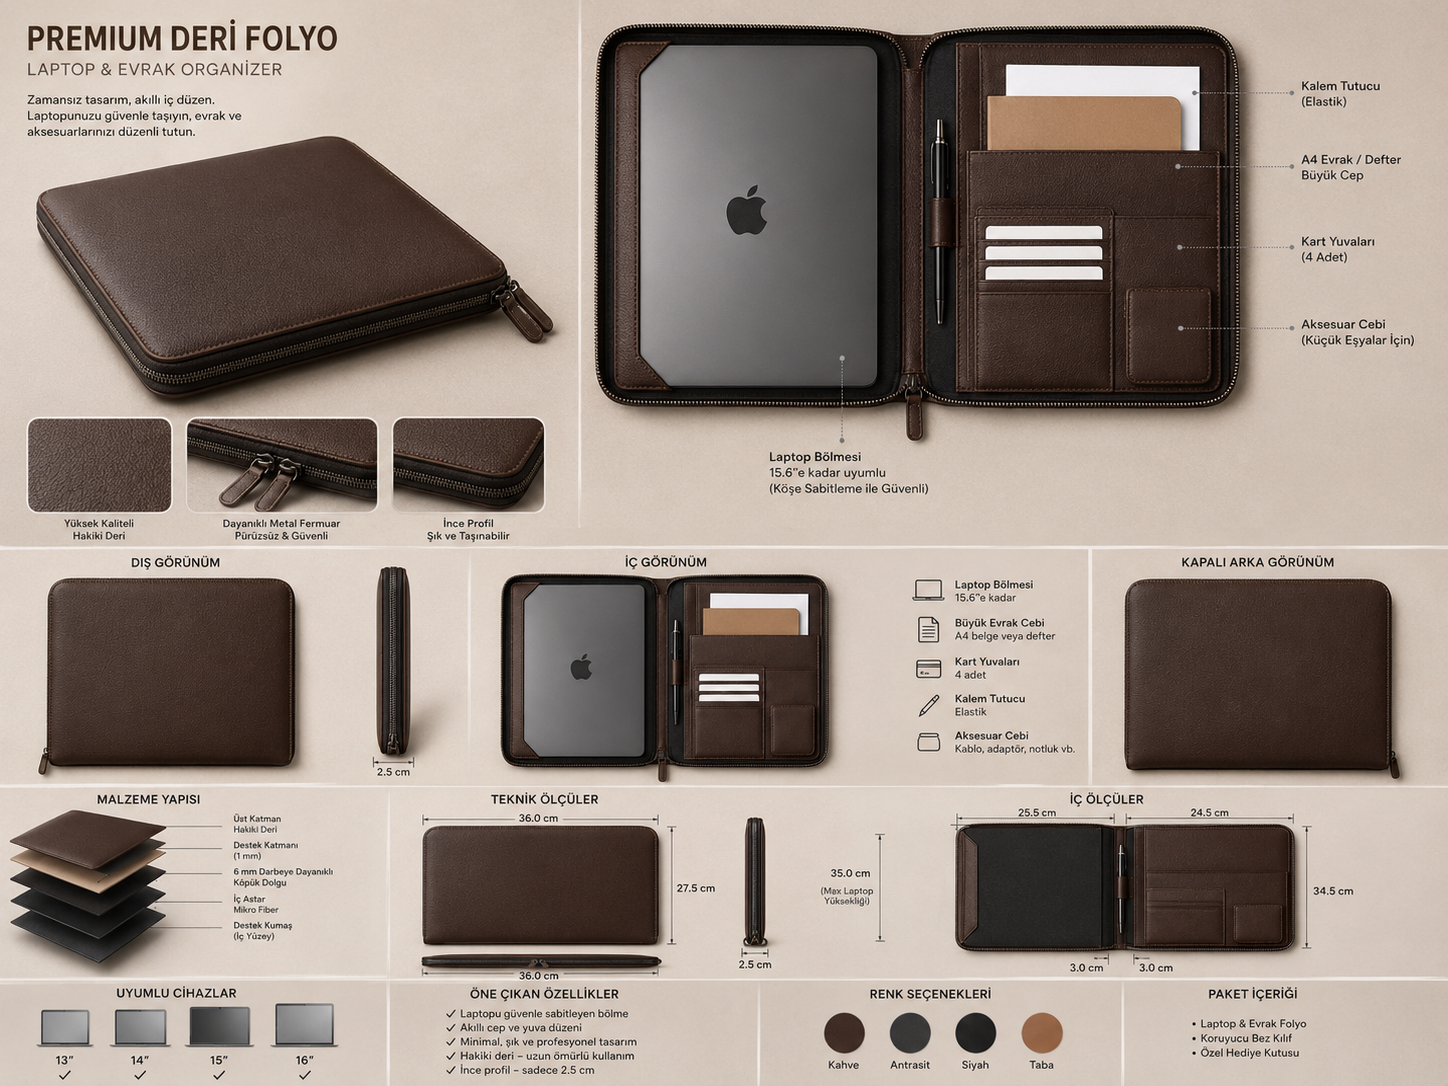 PREMIUM DERİ FOLYO
LAPTOP & EVRAK ORGANİZER
Zamansız tasarım, akıllı iç düzen.
Laptopunuzu güvenle taşıyın, evrak ve
aksesuarlarınızı düzenli tutun.
Yüksek Kaliteli
Hakiki Deri
Dayanıklı Metal Fermuar
Pürüzsüz & Güvenli
İnce Profil
Şık ve Taşınabilir
Kalem Tutucu
(Elastik)
A4 Evrak / Defter
Büyük Cep
Kart Yuvaları
(4 Adet)
Aksesuar Cebi
(Küçük Eşyalar İçin)
Laptop Bölmesi
15.6"e kadar uyumlu
(Köşe Sabitleme ile Güvenli)
DIŞ GÖRÜNÜM
2.5 cm
İÇ GÖRÜNÜM
Laptop Bölmesi
15.6"e kadar
Büyük Evrak Cebi
A4 belge veya defter
Kart Yuvaları
4 adet
Kalem Tutucu
Elastik
Aksesuar Cebi
Kablo, adaptör, notluk vb.
KAPALI ARKA GÖRÜNÜM
MALZEME YAPISI
Üst Katman
Hakiki Deri
Destek Katmanı
(1 mm)
6 mm Darbeye Dayanıklı
Köpük Dolgu
İç Astar
Mikro Fiber
Destek Kumaş
(İç Yüzey)
TEKNİK ÖLÇÜLER
36.0 cm
27.5 cm
36.0 cm
2.5 cm
35.0 cm
(Max Laptop
Yüksekliği)
İÇ ÖLÇÜLER
25.5 cm
24.5 cm
34.5 cm
3.0 cm
3.0 cm
UYUMLU CİHAZLAR
13"
14"
15"
16"
ÖNE ÇIKAN ÖZELLİKLER
✓ Laptopu güvenle sabitleyen bölme
✓ Akıllı cep ve yuva düzeni
✓ Minimal, şık ve profesyonel tasarım
✓ Hakiki deri – uzun ömürlü kullanım
✓ İnce profil – sadece 2.5 cm
RENK SEÇENEKLERİ
Kahve
Antrasit
Siyah
Taba
PAKET İÇERİĞİ
• Laptop & Evrak Folyo
• Koruyucu Bez Kılıf
• Özel Hediye Kutusu